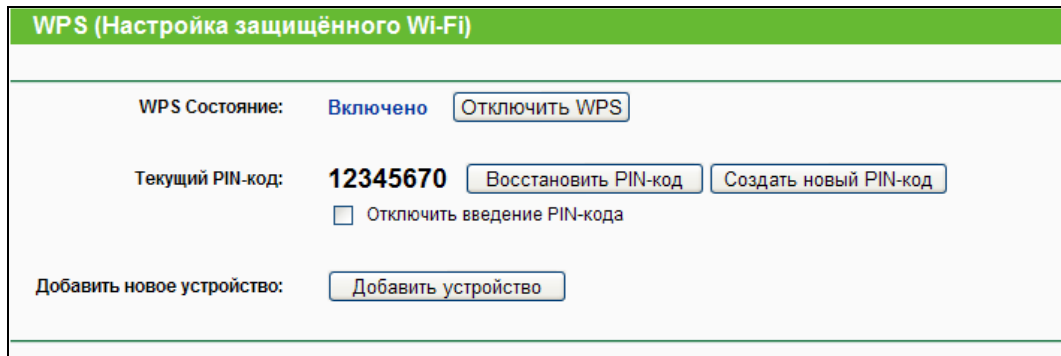 WPS (Настройка защищённого Wi-Fi)
WPS Состояние: Включено Отключить WPS
Текущий PIN-код: 12345670 Восстановить PIN-код Создать новый PIN-код
Отключить введение PIN-кода
Добавить новое устройство: Добавить устройство